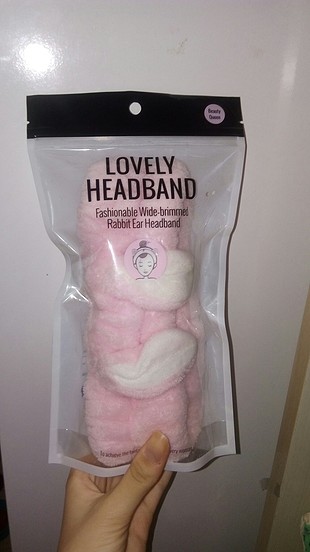 Beauty
Queen
LOVELY
HEADBAND
Fashionable Wide-brimmed
Rabbit Ear Headband